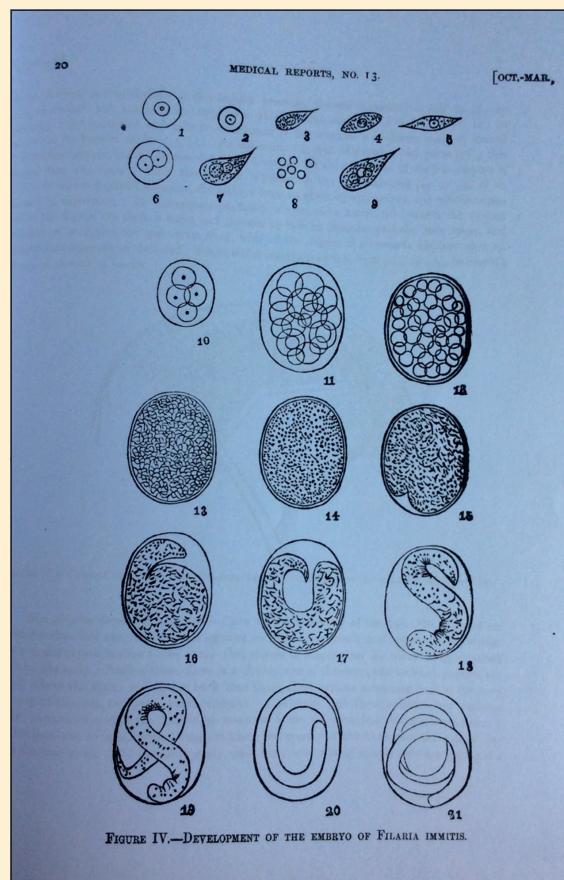 20
MEDICAL REPORTS, NO. 13.
[OCT.-MAR.,
1 2 3 4 5
6 7 8 9
10 11 12
13 14 15
16 17 18
19 20 21
FIGURE IV.—DEVELOPMENT OF THE EMBRYO OF FILARIA IMMITIS.